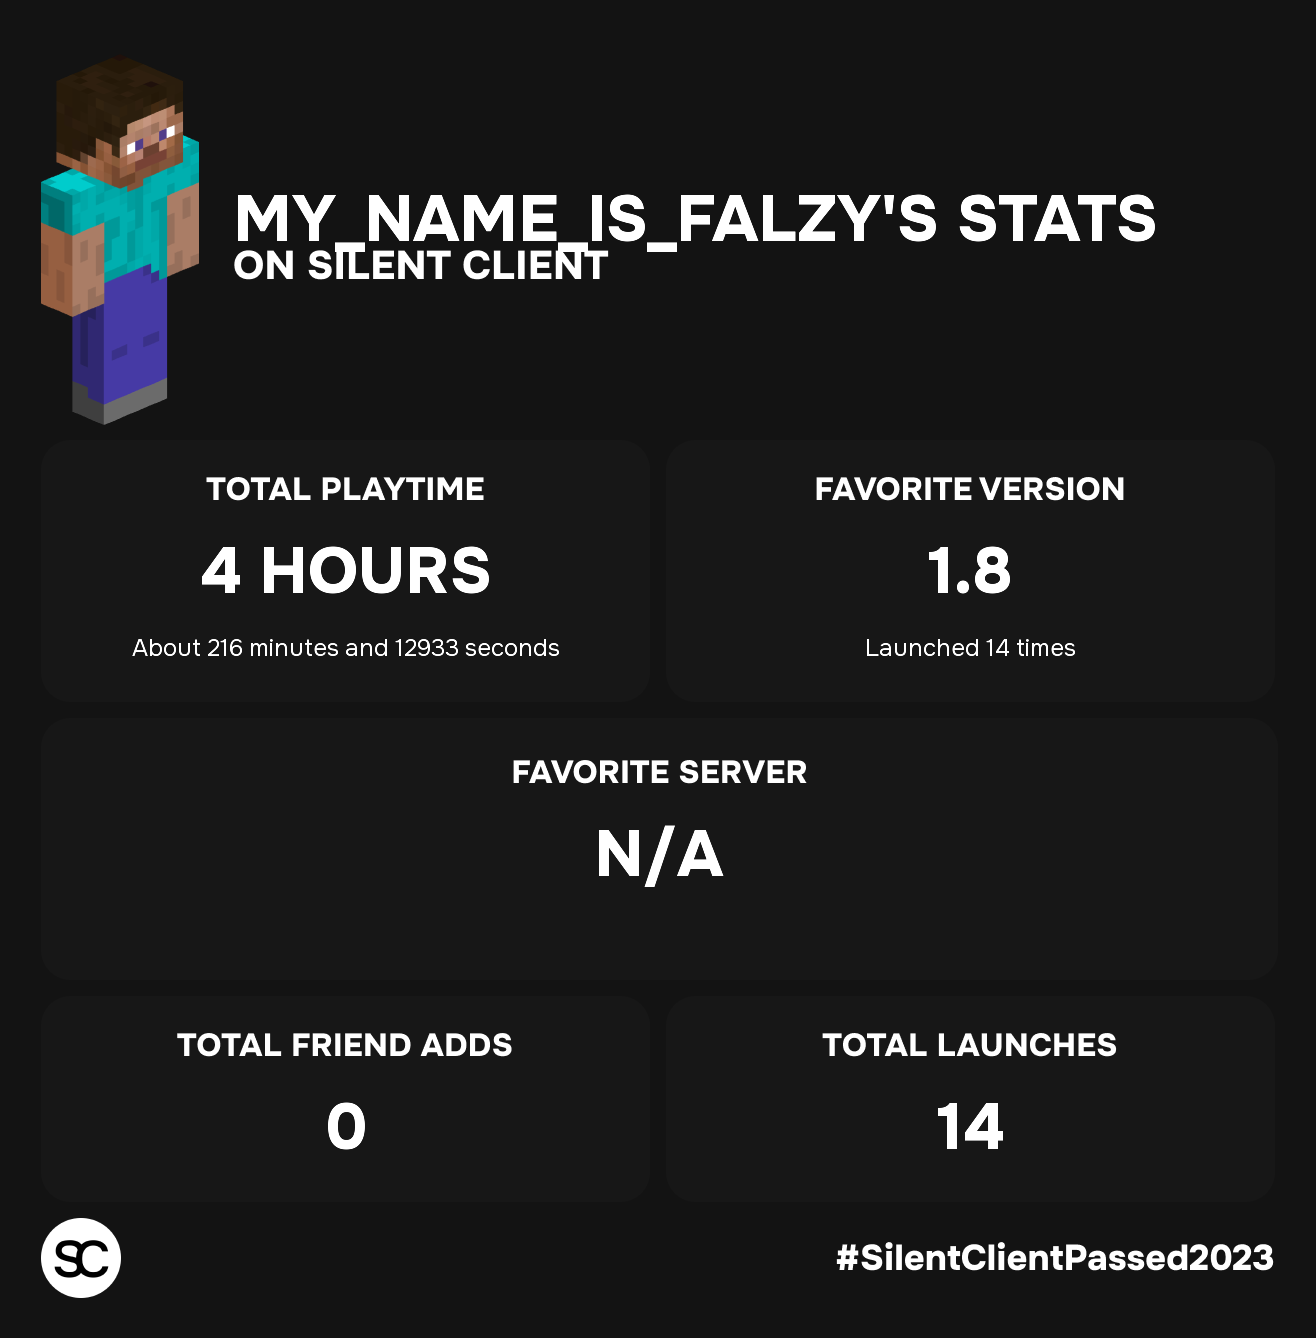 MY_NAME_IS_FALZY'S STATS
ON SILENT CLIENT
TOTAL PLAYTIME
4 HOURS
About 216 minutes and 12933 seconds
FAVORITE VERSION
1.8
Launched 14 times
FAVORITE SERVER
N/A
TOTAL FRIEND ADDS
0
TOTAL LAUNCHES
14
SC
#SilentClientPassed2023